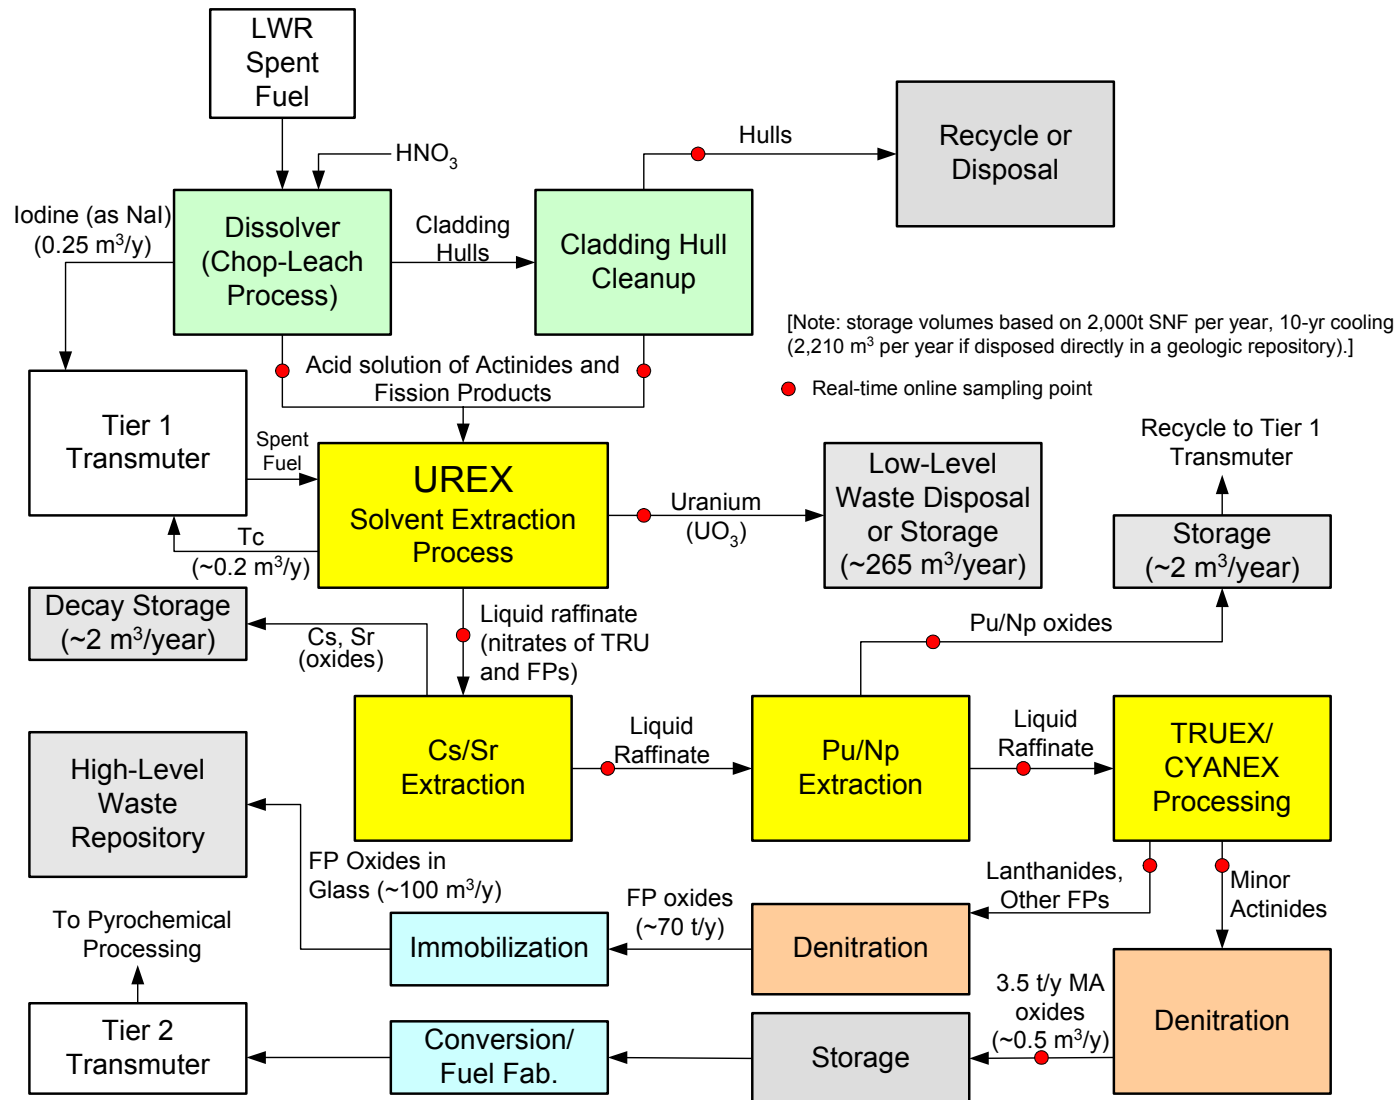 LWR
Spent
Fuel
HNO3
Hulls
Recycle or
Disposal
Iodine (as NaI)
(0.25 m3/y)
Dissolver
(Chop-Leach
Process)
Cladding
Hulls
Cladding Hull
Cleanup
[Note: storage volumes based on 2,000t SNF per year, 10-yr cooling
(2,210 m3 per year if disposed directly in a geologic repository).]
Real-time online sampling point
Acid solution of Actinides and
Fission Products
Tier 1
Transmuter
Spent
Fuel
UREX
Solvent Extraction
Process
Uranium
(UO3)
Low-Level
Waste Disposal
or Storage
(~265 m3/year)
Recycle to Tier 1
Transmuter
Storage
(~2 m3/year)
Tc
(~0.2 m3/y)
Decay Storage
(~2 m3/year)
Cs, Sr
(oxides)
Liquid raffinate
(nitrates of TRU
and FPs)
Pu/Np oxides
High-Level
Waste
Repository
Cs/Sr
Extraction
Liquid
Raffinate
Pu/Np
Extraction
Liquid
Raffinate
TRUEX/
CYANEX
Processing
FP Oxides in
Glass (~100 m3/y)
Lanthanides,
Other FPs
Minor
Actinides
To Pyrochemical
Processing
Immobilization
FP oxides
(~70 t/y)
Denitration
Denitration
3.5 t/y MA
oxides
(~0.5 m3/y)
Tier 2
Transmuter
Conversion/
Fuel Fab.
Storage